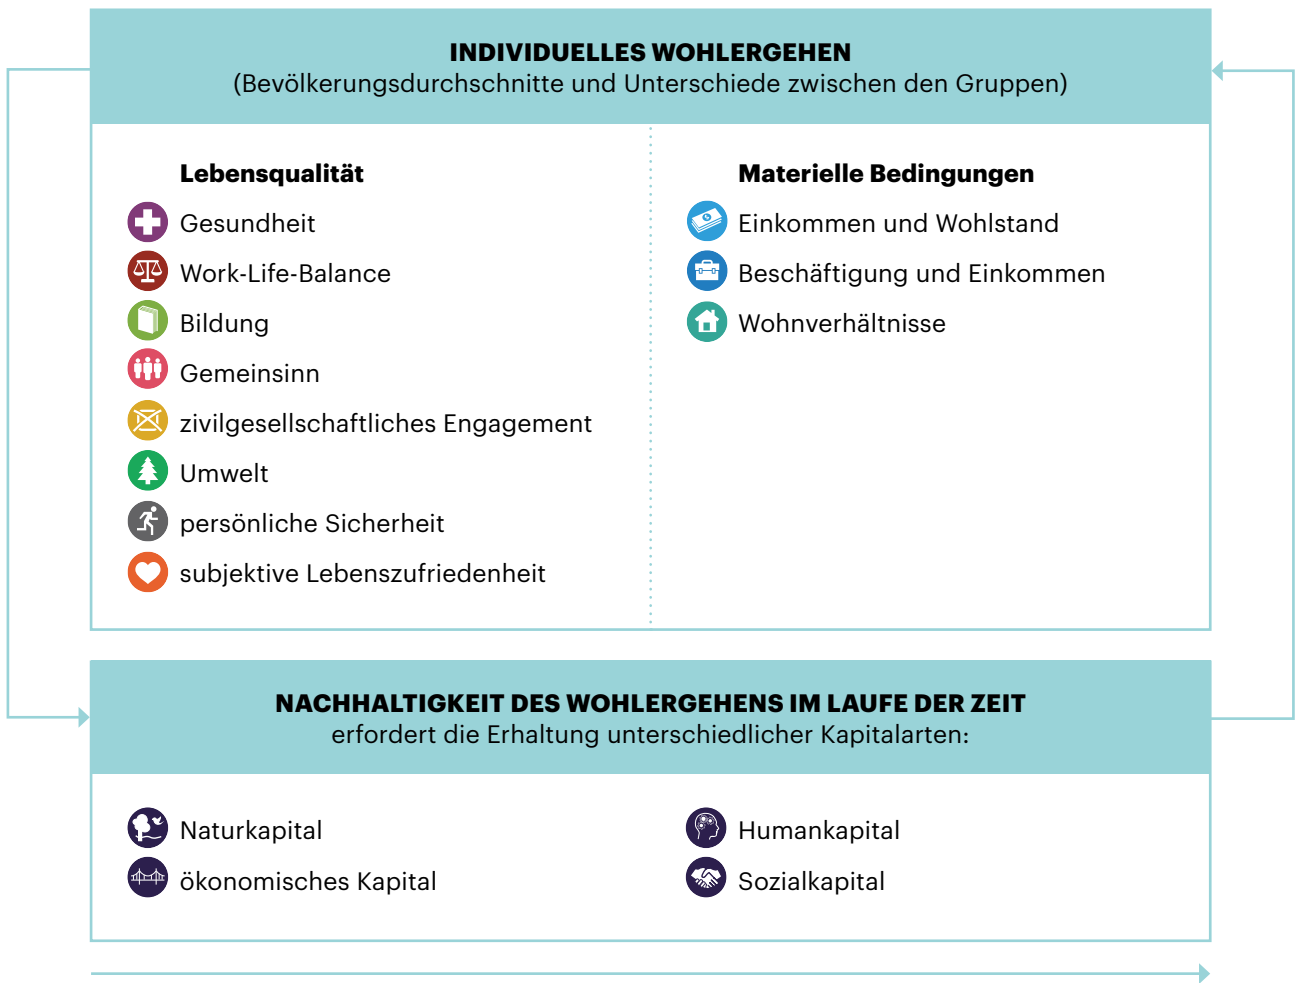 INDIVIDUELLES WOHLERGEHEN
(Bevölkerungsdurchschnitte und Unterschiede zwischen den Gruppen)
Lebensqualität
Gesundheit
Work-Life-Balance
Bildung
Gemeinsinn
zivilgesellschaftliches Engagement
Umwelt
persönliche Sicherheit
subjektive Lebenszufriedenheit
Materielle Bedingungen
Einkommen und Wohlstand
Beschäftigung und Einkommen
Wohnverhältnisse
NACHHALTIGKEIT DES WOHLERGEHENS IM LAUFE DER ZEIT
erfordert die Erhaltung unterschiedlicher Kapitalarten:
Naturkapital
ökonomisches Kapital
Humankapital
Sozialkapital